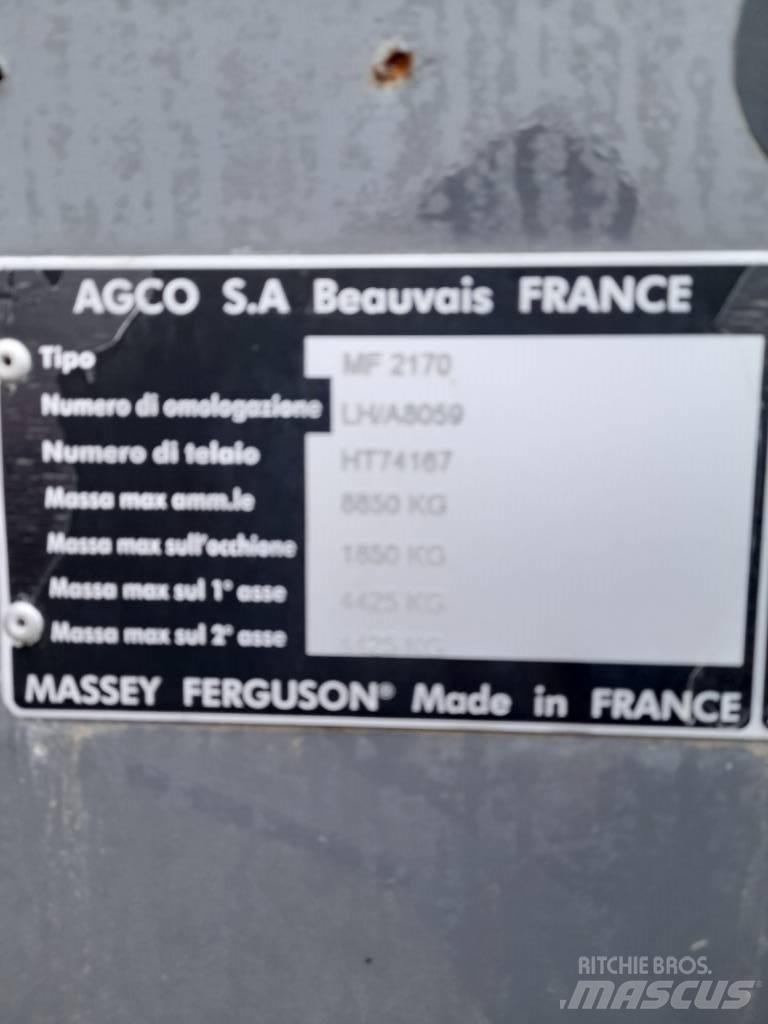 AGCO S.A Beauvais FRANCE
Tipo MF 2170
Numero di omologazione LH/A8059
Numero di telaio HT74167
Massa max amm.le 8850 KG
Massa max sull'occhione 1850 KG
Massa max sul 1° asse 4425 KG
Massa max sul 2° asse 4425 KG
MASSEY FERGUSON® Made in FRANCE
RITCHIE BROS.
MASCUS